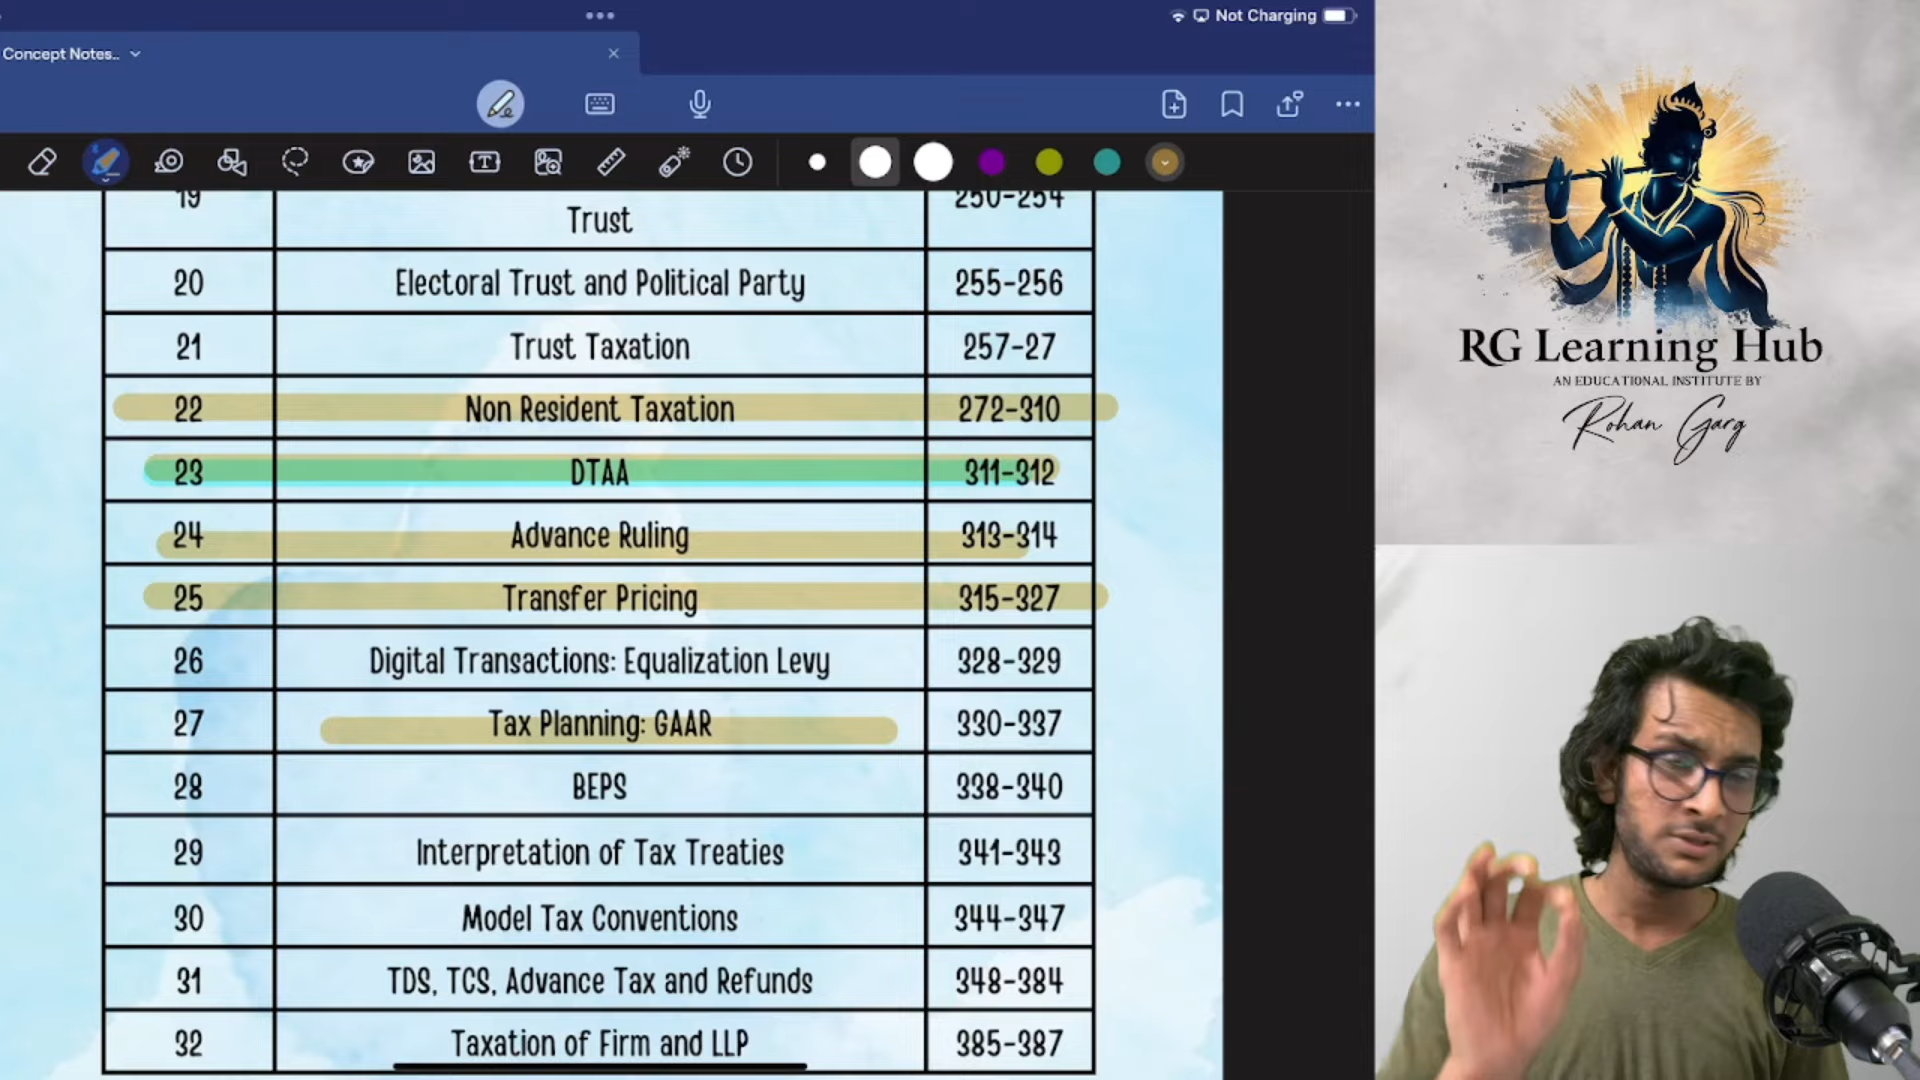 Not Charging
Concept Notes..
19 Trust 250-254
20 Electoral Trust and Political Party 255-256
21 Trust Taxation 257-27
22 Non Resident Taxation 272-310
23 DTAA 311-312
24 Advance Ruling 313-314
25 Transfer Pricing 315-327
26 Digital Transactions: Equalization Levy 328-329
27 Tax Planning: GAAR 330-337
28 BEPS 338-340
29 Interpretation of Tax Treaties 341-343
30 Model Tax Conventions 344-347
31 TDS, TCS, Advance Tax and Refunds 348-384
32 Taxation of Firm and LLP 385-387
RG Learning Hub
AN EDUCATIONAL INSTITUTE BY
Rohan Garg